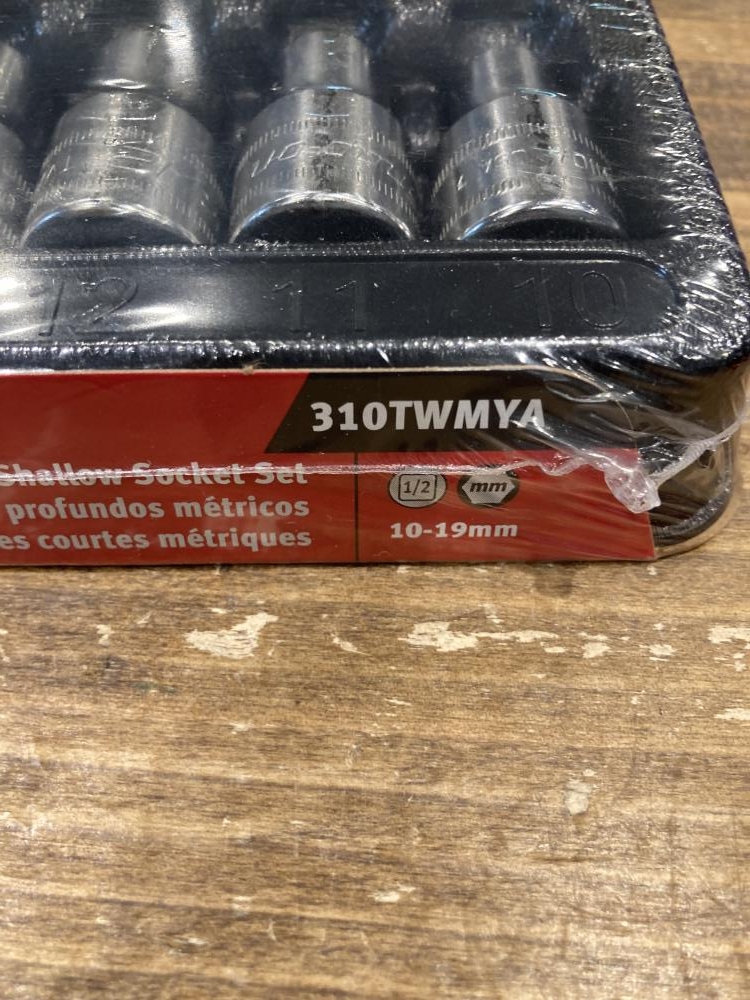 12 11 10
310TWMYA
Shallow Socket Set
profundos métricos
es courtes métriques
1/2 mm
10-19mm